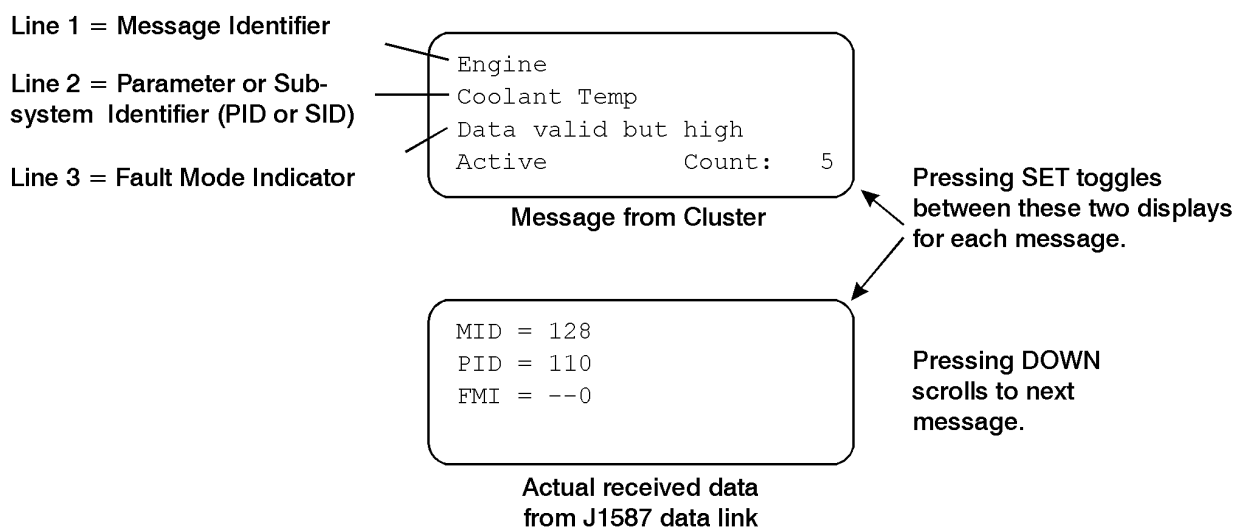 Line 1 = Message Identifier
Line 2 = Parameter or Sub-
system Identifier (PID or SID)
Line 3 = Fault Mode Indicator
Engine
Coolant Temp
Data valid but high
Active Count: 5
Message from Cluster
Pressing SET toggles
between these two displays
for each message.
MID = 128
PID = 110
FMI = --0
Pressing DOWN
scrolls to next
message.
Actual received data
from J1587 data link